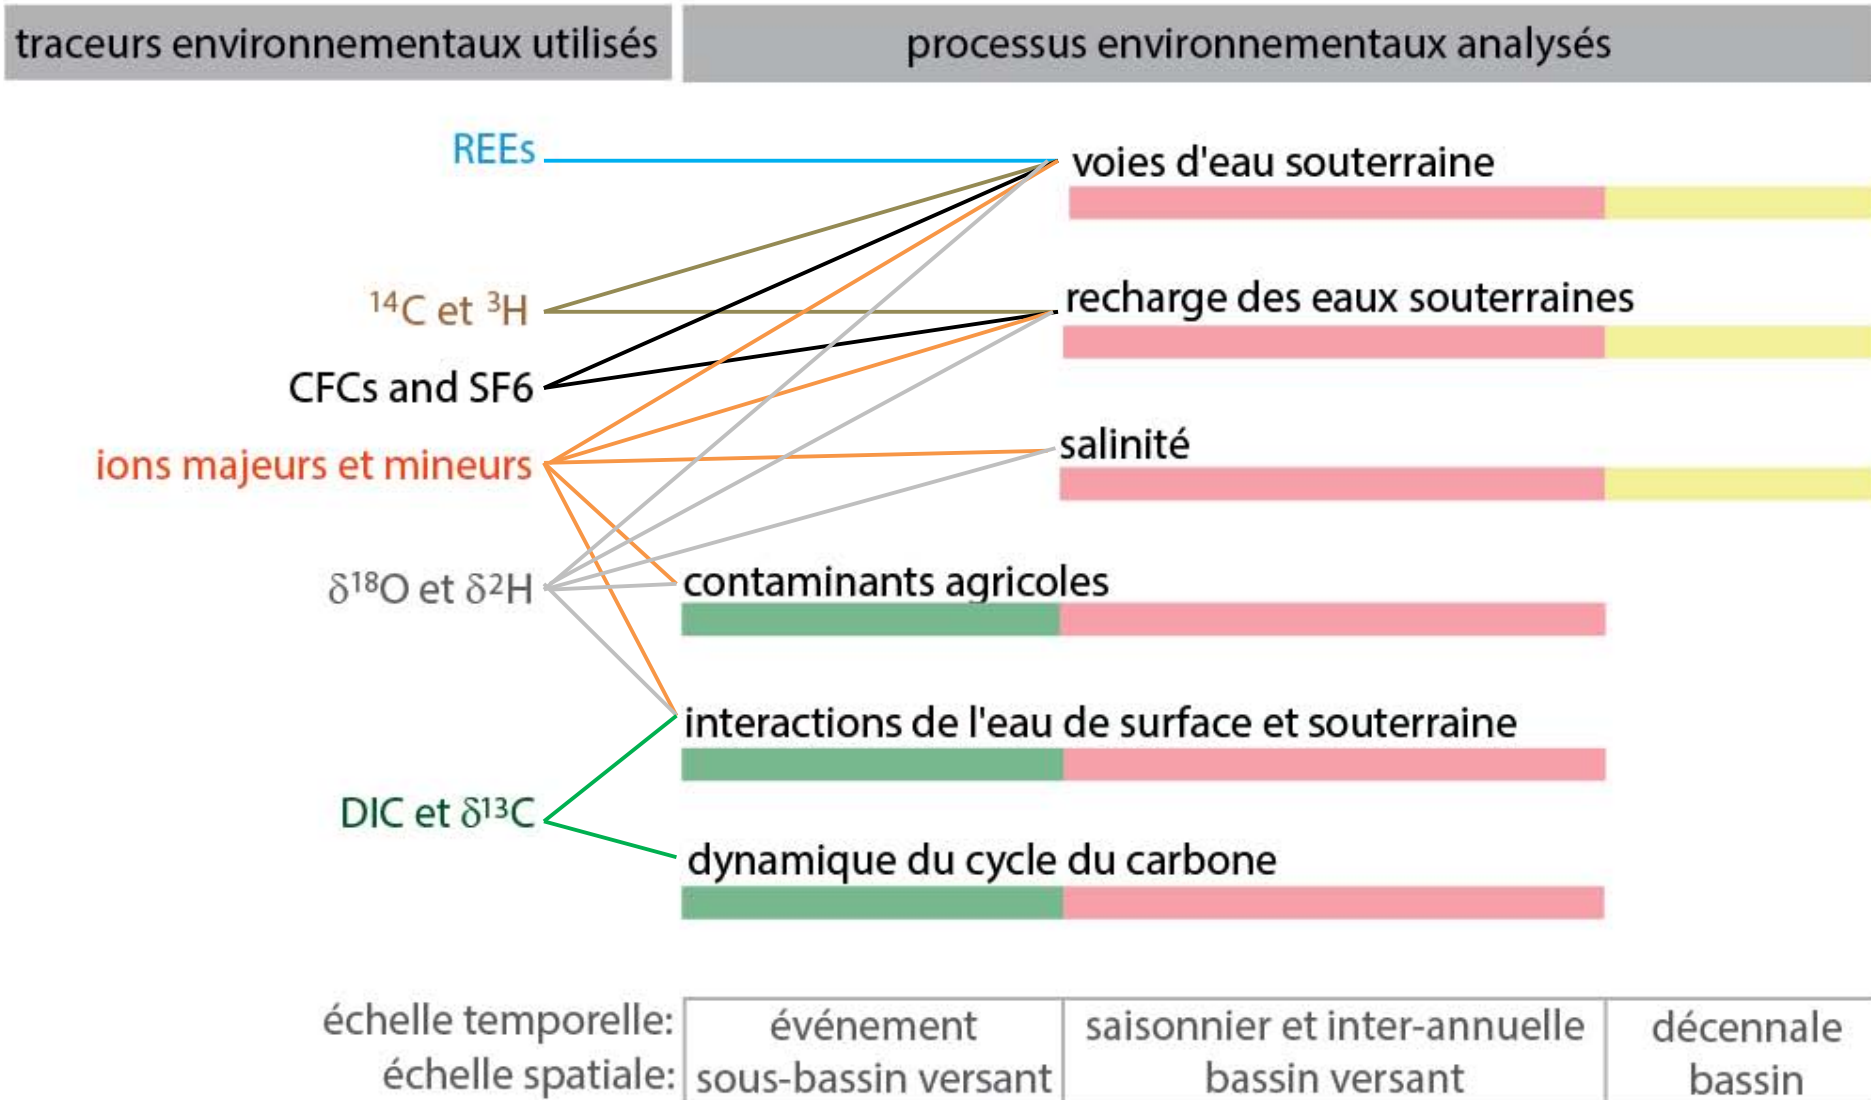 traceurs environnementaux utilisés
processus environnementaux analysés
REEs
voies d'eau souterraine
¹⁴C et ³H
recharge des eaux souterraines
CFCs and SF6
ions majeurs et mineurs
salinité
δ¹⁸O et δ²H
contaminants agricoles
interactions de l'eau de surface et souterraine
DIC et δ¹³C
dynamique du cycle du carbone
échelle temporelle:
événement
saisonnier et inter-annuelle
décennale
échelle spatiale:
sous-bassin versant
bassin versant
bassin